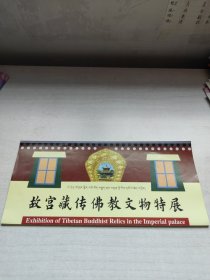 故宫藏传佛教文物特展
Exhibition of Tibetan Buddhist Relics in the Imperial palace